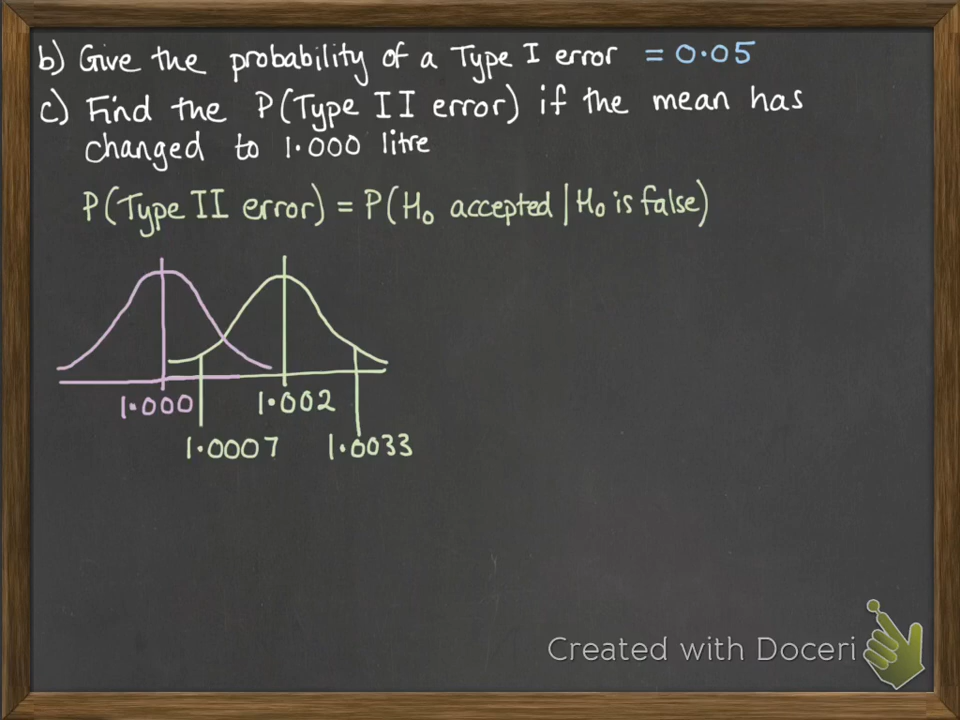 b) Give the probability of a Type I error = 0.05
c) Find the P(Type II error) if the mean has
changed to 1.000 litre
P(Type II error) = P(H₀ accepted | H₀ is false)
1.000 1.002
1.0007 1.0033
Created with Doceri